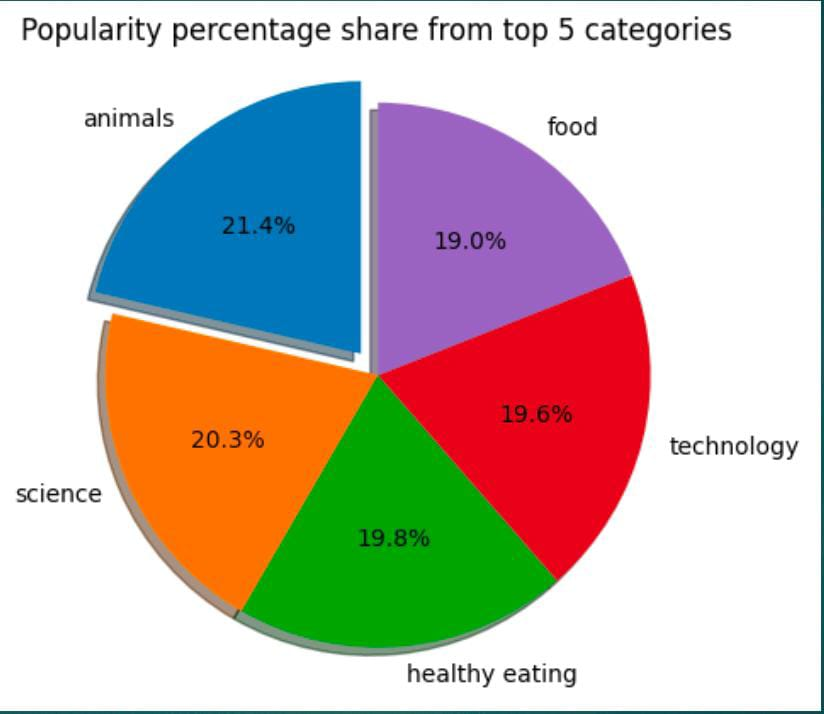 Popularity percentage share from top 5 categories
animals
food
21.4%
19.0%
19.6%
technology
20.3%
science
19.8%
healthy eating